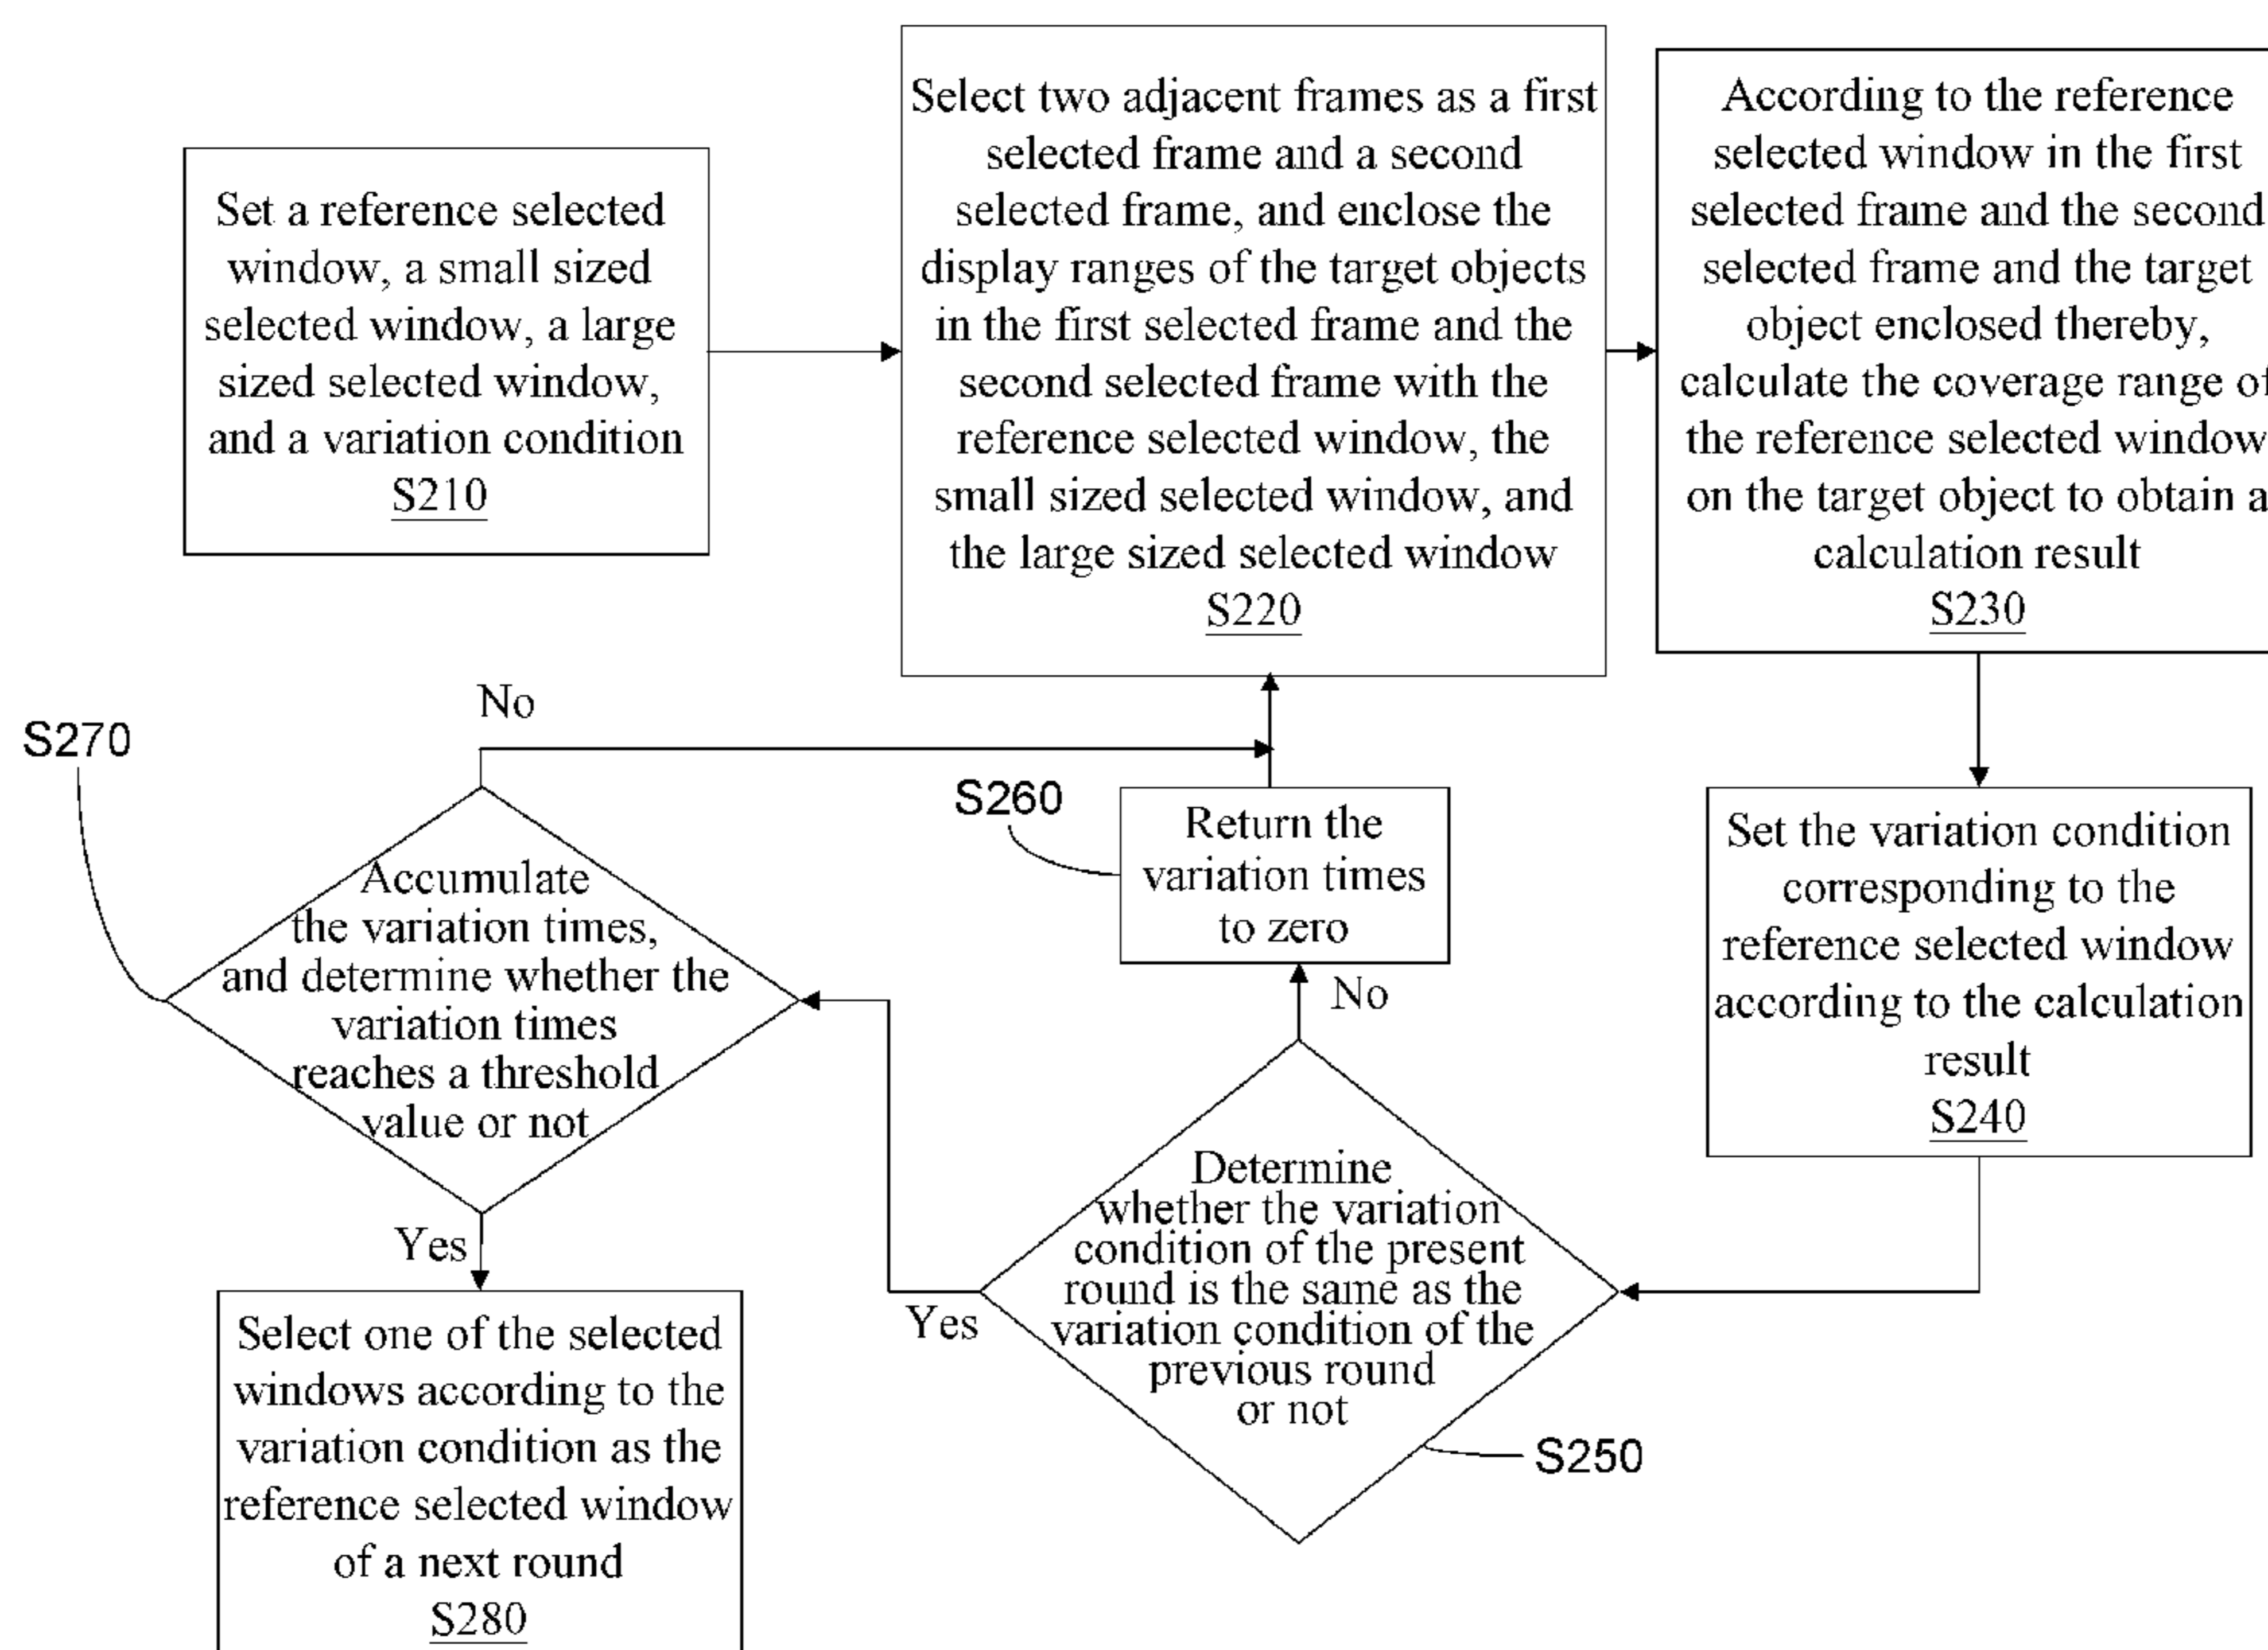 Set a reference selected
window, a small sized
selected window, a large
sized selected window,
and a variation condition
S210
Select two adjacent frames as a first
selected frame and a second
selected frame, and enclose the
display ranges of the target objects
in the first selected frame and the
second selected frame with the
reference selected window, the
small sized selected window, and
the large sized selected window
S220
According to the reference
selected window in the first
selected frame and the second
selected frame and the target
object enclosed thereby,
calculate the coverage range of
the reference selected window
on the target object to obtain a
calculation result
S230
Set the variation condition
corresponding to the
reference selected window
according to the calculation
result
S240
Determine
whether the variation
condition of the present
round is the same as the
variation condition of the
previous round
or not
S250
No
Yes
S260
Return the
variation times
to zero
S270
Accumulate
the variation times,
and determine whether the
variation times
reaches a threshold
value or not
No
Yes
Select one of the selected
windows according to the
variation condition as the
reference selected window
of a next round
S280